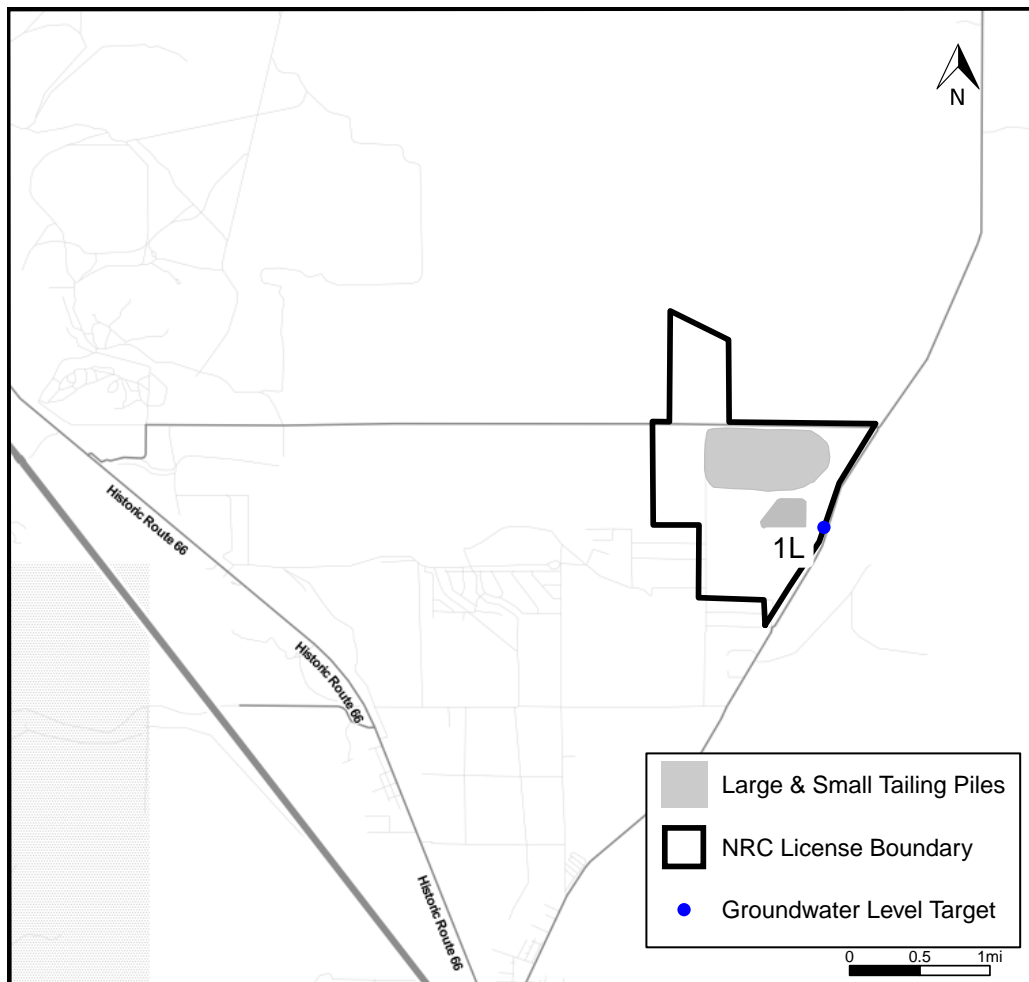 N
1L
Historic Route 66
Historic Route 66
Historic Route 66
Large & Small Tailing Piles
NRC License Boundary
Groundwater Level Target
0 0.5 1mi